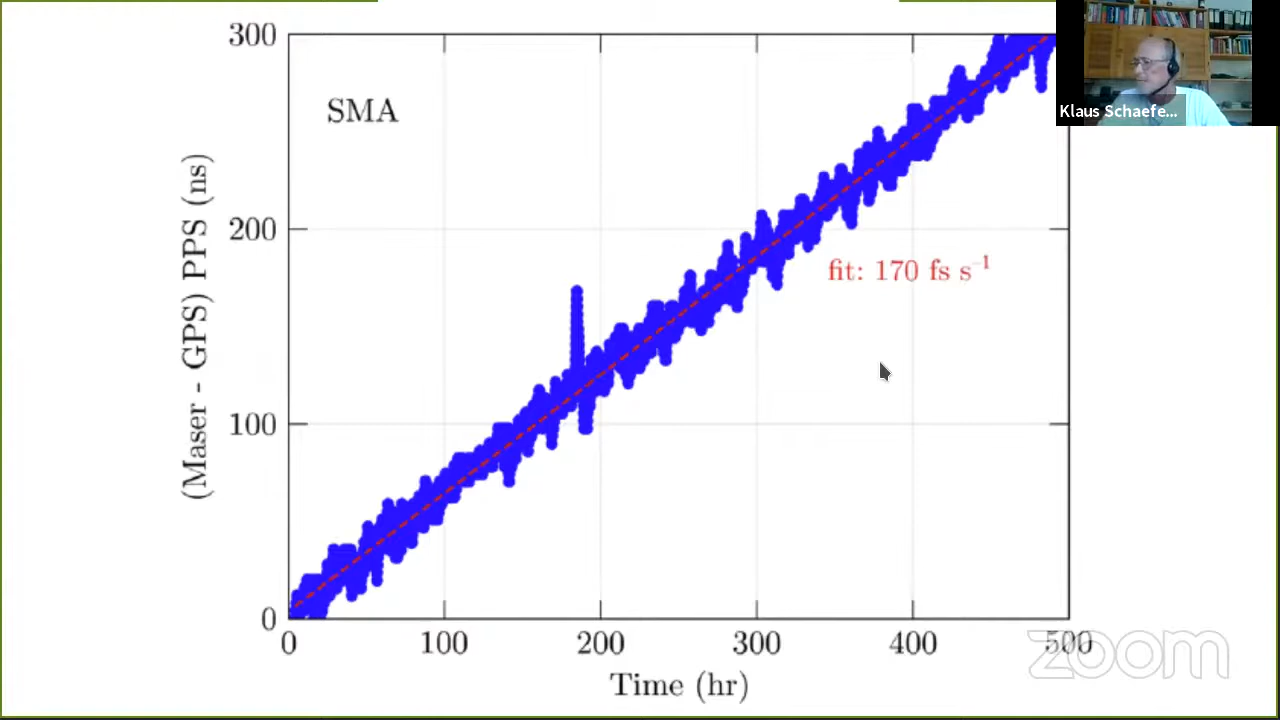 300
SMA
Klaus Schaefe...
(Maser - GPS) PPS (ns)
200
fit: 170 fs s⁻¹
100
0
0 100 200 300 400 500
Time (hr)
zoom